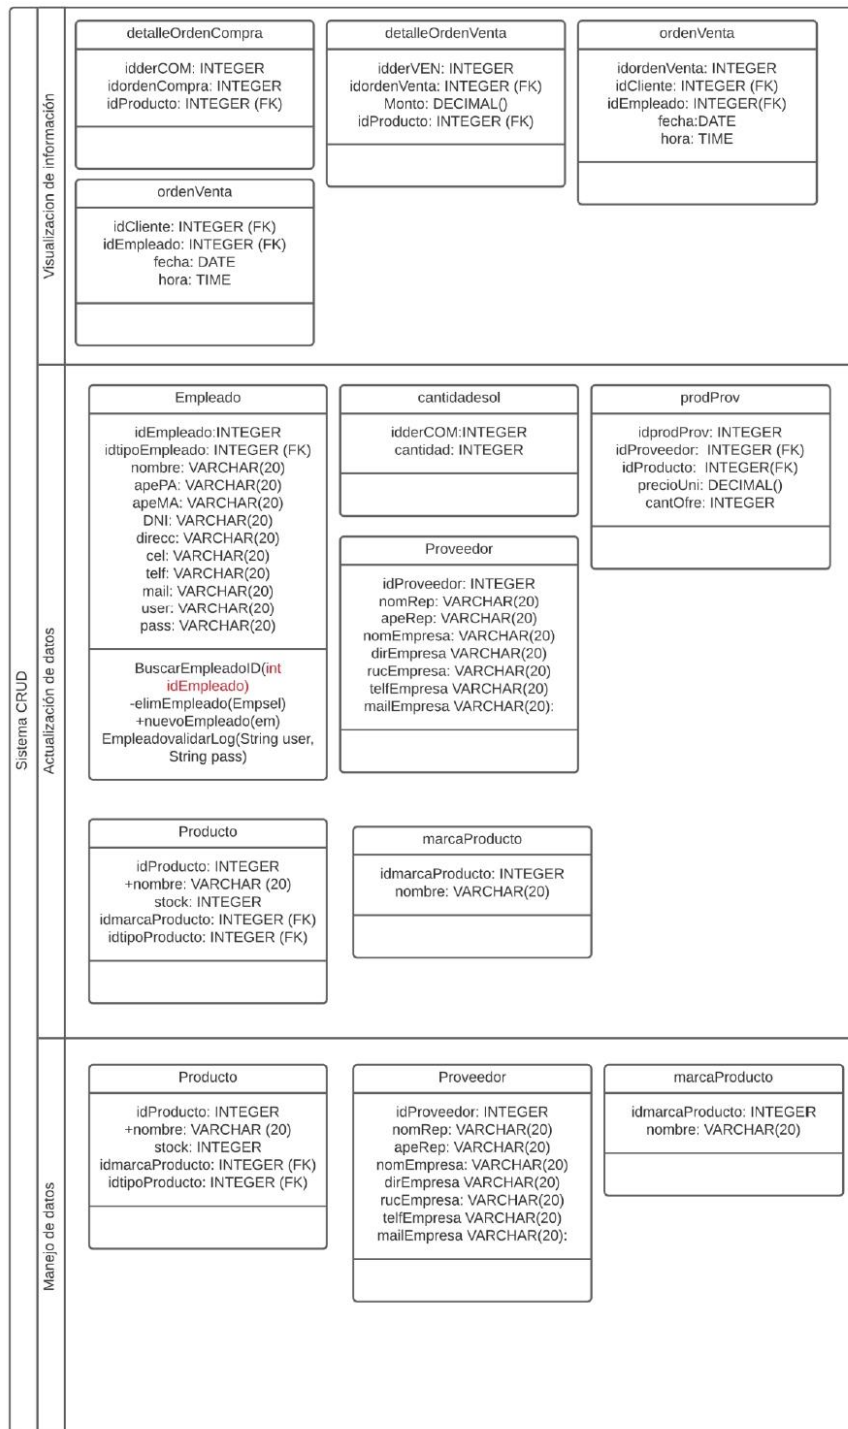 Sistema CRUD
Visualizacion de información
detalleOrdenCompra
idderCOM: INTEGER
idordenCompra: INTEGER
idProducto: INTEGER (FK)
detalleOrdenVenta
idderVEN: INTEGER
idordenVenta: INTEGER (FK)
Monto: DECIMAL()
idProducto: INTEGER (FK)
ordenVenta
idordenVenta: INTEGER
idCliente: INTEGER (FK)
idEmpleado: INTEGER(FK)
fecha:DATE
hora: TIME
ordenVenta
idCliente: INTEGER (FK)
idEmpleado: INTEGER (FK)
fecha: DATE
hora: TIME
Actualización de datos
Empleado
idEmpleado:INTEGER
idtipoEmpleado: INTEGER (FK)
nombre: VARCHAR(20)
apePA: VARCHAR(20)
apeMA: VARCHAR(20)
DNI: VARCHAR(20)
direcc: VARCHAR(20)
cel: VARCHAR(20)
telf: VARCHAR(20)
mail: VARCHAR(20)
user: VARCHAR(20)
pass: VARCHAR(20)
BuscarEmpleadoID(int
idEmpleado)
-elimEmpleado(Empsel)
+nuevoEmpleado(em)
EmpleadovalidarLog(String user,
String pass)
cantidadesol
idderCOM:INTEGER
cantidad: INTEGER
prodProv
idprodProv: INTEGER
idProveedor:  INTEGER (FK)
idProducto:  INTEGER(FK)
precioUni: DECIMAL()
cantOfre: INTEGER
Proveedor
idProveedor: INTEGER
nomRep: VARCHAR(20)
apeRep: VARCHAR(20)
nomEmpresa: VARCHAR(20)
dirEmpresa VARCHAR(20)
rucEmpresa: VARCHAR(20)
telfEmpresa VARCHAR(20)
mailEmpresa VARCHAR(20):
Producto
idProducto: INTEGER
+nombre: VARCHAR (20)
stock: INTEGER
idmarcaProducto: INTEGER (FK)
idtipoProducto: INTEGER (FK)
marcaProducto
idmarcaProducto: INTEGER
nombre: VARCHAR(20)
Manejo de datos
Producto
idProducto: INTEGER
+nombre: VARCHAR (20)
stock: INTEGER
idmarcaProducto: INTEGER (FK)
idtipoProducto: INTEGER (FK)
Proveedor
idProveedor: INTEGER
nomRep: VARCHAR(20)
apeRep: VARCHAR(20)
nomEmpresa: VARCHAR(20)
dirEmpresa VARCHAR(20)
rucEmpresa: VARCHAR(20)
telfEmpresa VARCHAR(20)
mailEmpresa VARCHAR(20):
marcaProducto
idmarcaProducto: INTEGER
nombre: VARCHAR(20)